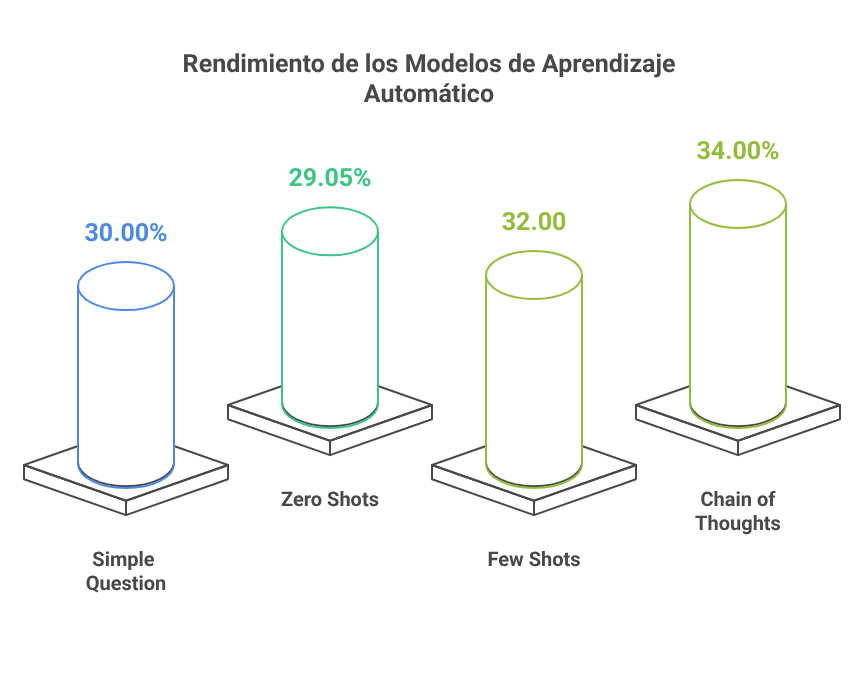 Rendimiento de los Modelos de Aprendizaje
Automático
30.00%
29.05%
32.00
34.00%
Simple
Question
Zero Shots
Few Shots
Chain of
Thoughts